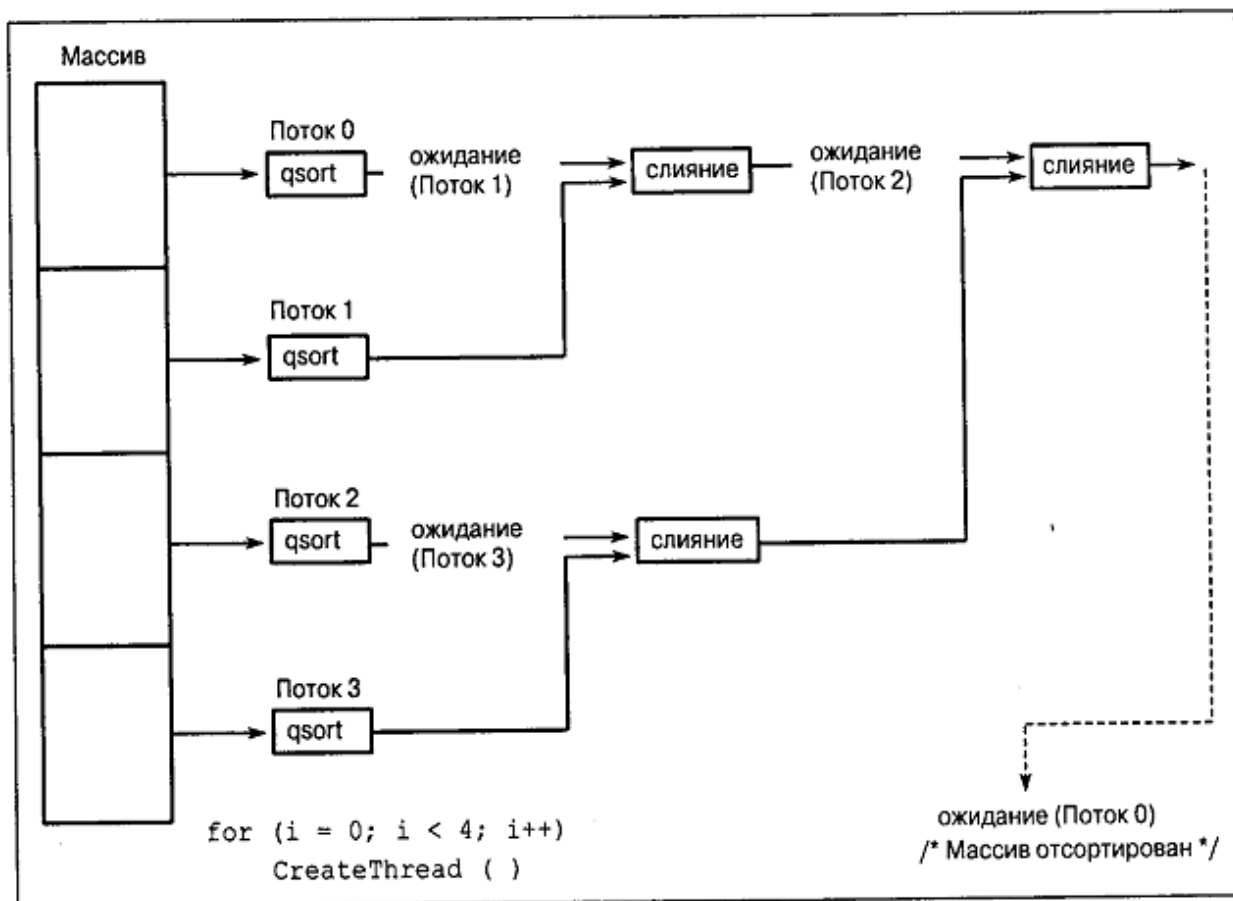 Массив
Поток 0
qsort
ожидание
(Поток 1)
слияние
ожидание
(Поток 2)
слияние
Поток 1
qsort
Поток 2
qsort
ожидание
(Поток 3)
слияние
Поток 3
qsort
for (i = 0; i < 4; i++)
CreateThread ( )
ожидание (Поток 0)
/* Массив отсортирован */